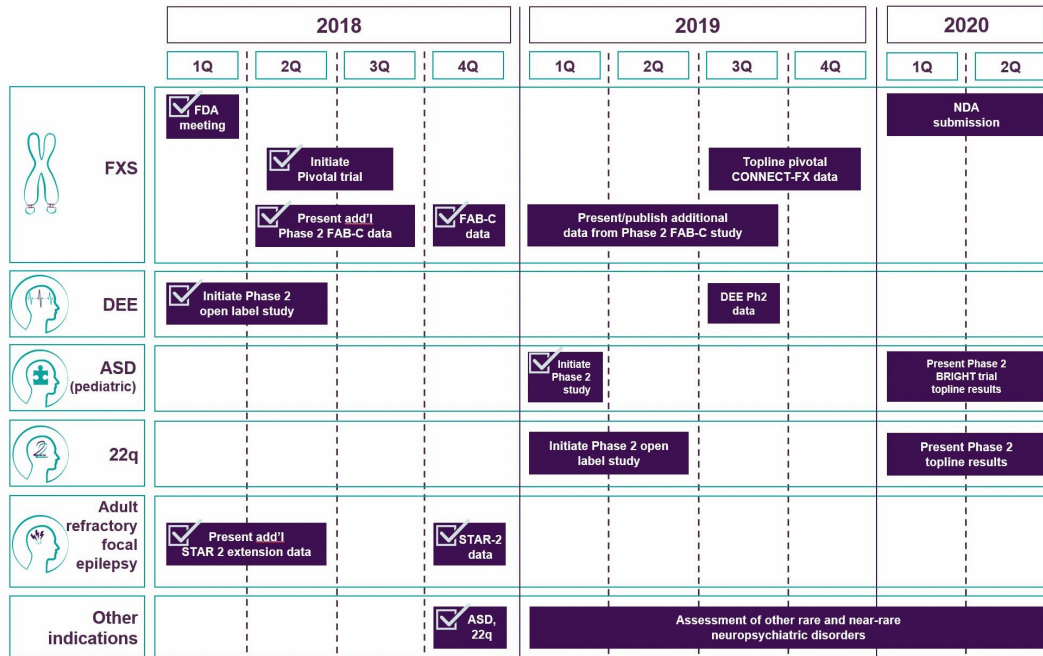 2018
2019
2020
1Q
2Q
3Q
4Q
1Q
2Q
3Q
4Q
1Q
2Q
FXS
FDA
meeting
NDA
submission
Initiate
Pivotal trial
Topline pivotal
CONNECT-FX data
Present add'l
Phase 2 FAB-C data
FAB-C
data
Present/publish additional
data from Phase 2 FAB-C study
DEE
Initiate Phase 2
open label study
DEE Ph2
data
ASD
(pediatric)
Initiate
Phase 2
study
Present Phase 2
BRIGHT trial
topline results
22q
Initiate Phase 2 open
label study
Present Phase 2
topline results
Adult
refractory
focal
epilepsy
Present add'l
STAR 2 extension data
STAR-2
data
Other
indications
ASD,
22q
Assessment of other rare and near-rare
neuropsychiatric disorders